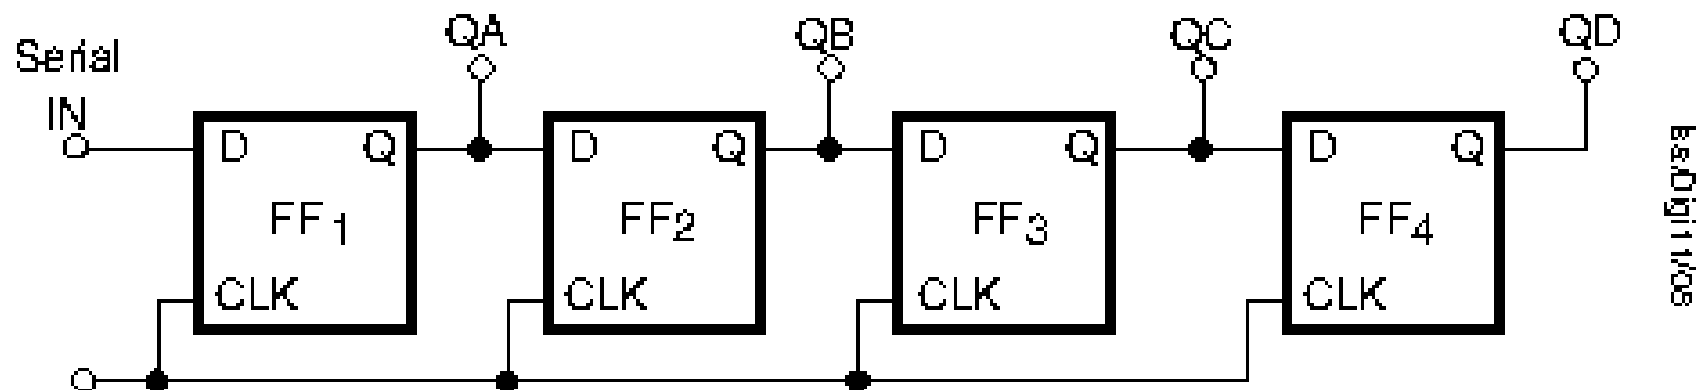 Serial
IN
QA
QB
QC
QD
D Q
FF1
CLK
D Q
FF2
CLK
D Q
FF3
CLK
D Q
FF4
CLK